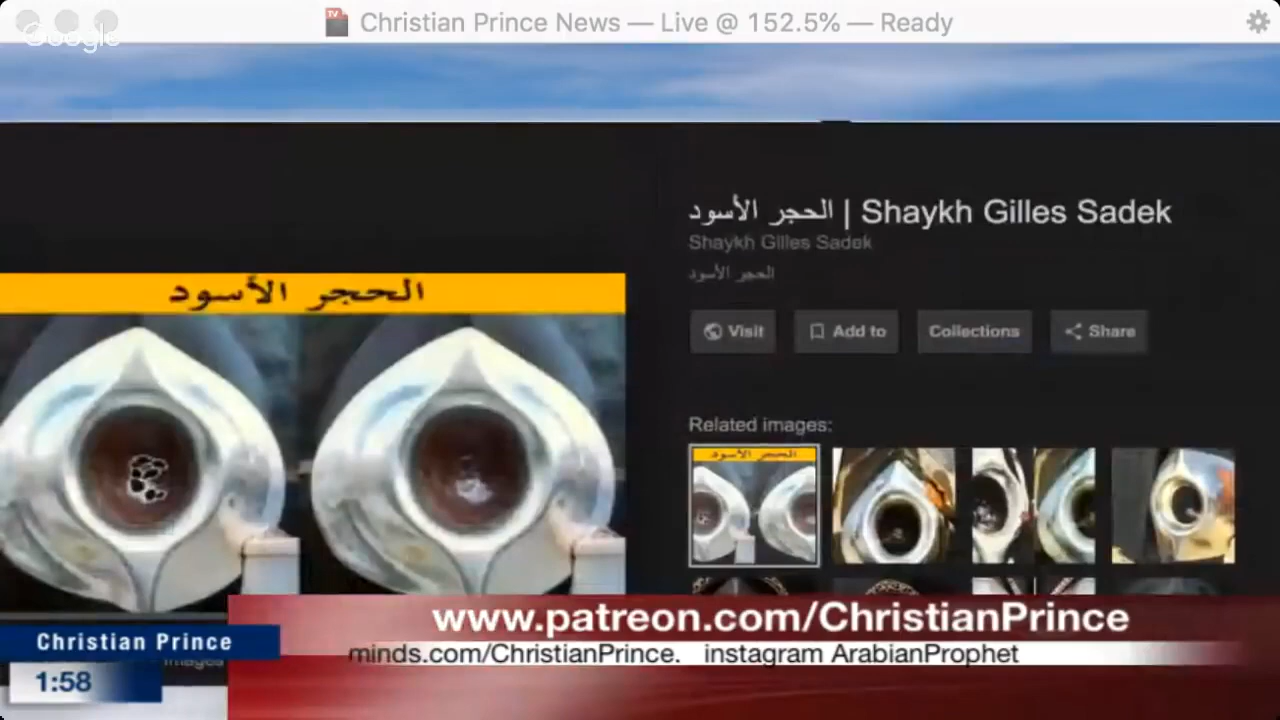 Christian Prince News — Live @ 152.5% — Ready
Google
الحجر الأسود | Shaykh Gilles Sadek
Shaykh Gilles Sadek
الحجر الأسود
الحجر الأسود
Visit
Add to
Collections
Share
Related images:
الحجر الأسود
www.patreon.com/ChristianPrince
Christian Prince
minds.com/ChristianPrince. instagram ArabianProphet
Images
1:58